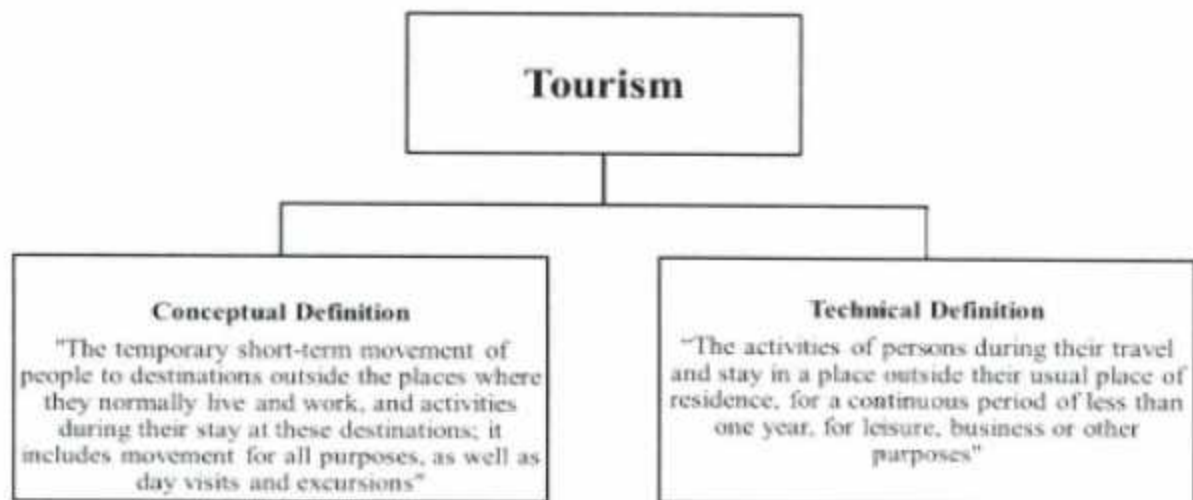 Tourism
Conceptual Definition
"The temporary short-term movement of
people to destinations outside the places where
they normally live and work, and activities
during their stay at these destinations; it
includes movement for all purposes, as well as
day visits and excursions"
Technical Definition
"The activities of persons during their travel
and stay in a place outside their usual place of
residence, for a continuous period of less than
one year, for leisure, business or other
purposes"